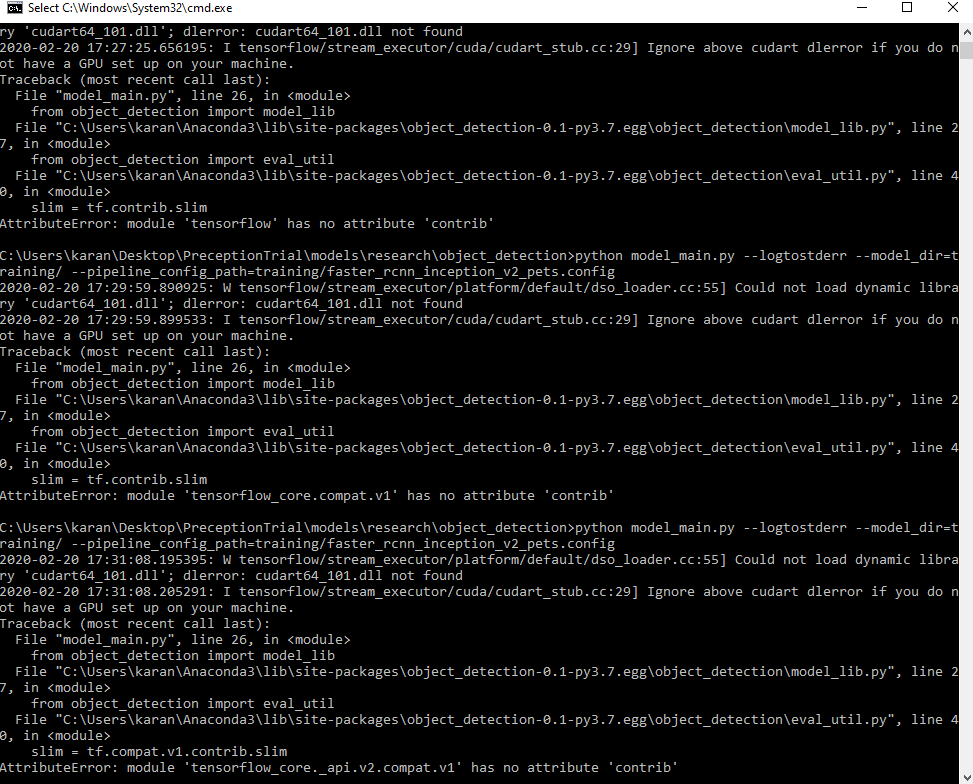 Select C:\Windows\System32\cmd.exe
ry 'cudart64_101.dll'; dlerror: cudart64_101.dll not found
2020-02-20 17:27:25.656195: I tensorflow/stream_executor/cuda/cudart_stub.cc:29] Ignore above cudart dlerror if you do n
ot have a GPU set up on your machine.
Traceback (most recent call last):
  File "model_main.py", line 26, in <module>
    from object_detection import model_lib
  File "C:\Users\karan\Anaconda3\lib\site-packages\object_detection-0.1-py3.7.egg\object_detection\model_lib.py", line 2
7, in <module>
    from object_detection import eval_util
  File "C:\Users\karan\Anaconda3\lib\site-packages\object_detection-0.1-py3.7.egg\object_detection\eval_util.py", line 4
0, in <module>
    slim = tf.contrib.slim
AttributeError: module 'tensorflow' has no attribute 'contrib'
C:\Users\karan\Desktop\PreceptionTrial\models\research\object_detection>python model_main.py --logtostderr --model_dir=t
raining/ --pipeline_config_path=training/faster_rcnn_inception_v2_pets.config
2020-02-20 17:29:59.890925: W tensorflow/stream_executor/platform/default/dso_loader.cc:55] Could not load dynamic libra
ry 'cudart64_101.dll'; dlerror: cudart64_101.dll not found
2020-02-20 17:29:59.899533: I tensorflow/stream_executor/cuda/cudart_stub.cc:29] Ignore above cudart dlerror if you do n
ot have a GPU set up on your machine.
Traceback (most recent call last):
  File "model_main.py", line 26, in <module>
    from object_detection import model_lib
  File "C:\Users\karan\Anaconda3\lib\site-packages\object_detection-0.1-py3.7.egg\object_detection\model_lib.py", line 2
7, in <module>
    from object_detection import eval_util
  File "C:\Users\karan\Anaconda3\lib\site-packages\object_detection-0.1-py3.7.egg\object_detection\eval_util.py", line 4
0, in <module>
    slim = tf.contrib.slim
AttributeError: module 'tensorflow_core.compat.v1' has no attribute 'contrib'
C:\Users\karan\Desktop\PreceptionTrial\models\research\object_detection>python model_main.py --logtostderr --model_dir=t
raining/ --pipeline_config_path=training/faster_rcnn_inception_v2_pets.config
2020-02-20 17:31:08.195395: W tensorflow/stream_executor/platform/default/dso_loader.cc:55] Could not load dynamic libra
ry 'cudart64_101.dll'; dlerror: cudart64_101.dll not found
2020-02-20 17:31:08.205291: I tensorflow/stream_executor/cuda/cudart_stub.cc:29] Ignore above cudart dlerror if you do n
ot have a GPU set up on your machine.
Traceback (most recent call last):
  File "model_main.py", line 26, in <module>
    from object_detection import model_lib
  File "C:\Users\karan\Anaconda3\lib\site-packages\object_detection-0.1-py3.7.egg\object_detection\model_lib.py", line 2
7, in <module>
    from object_detection import eval_util
  File "C:\Users\karan\Anaconda3\lib\site-packages\object_detection-0.1-py3.7.egg\object_detection\eval_util.py", line 4
0, in <module>
    slim = tf.compat.v1.contrib.slim
AttributeError: module 'tensorflow_core._api.v2.compat.v1' has no attribute 'contrib'